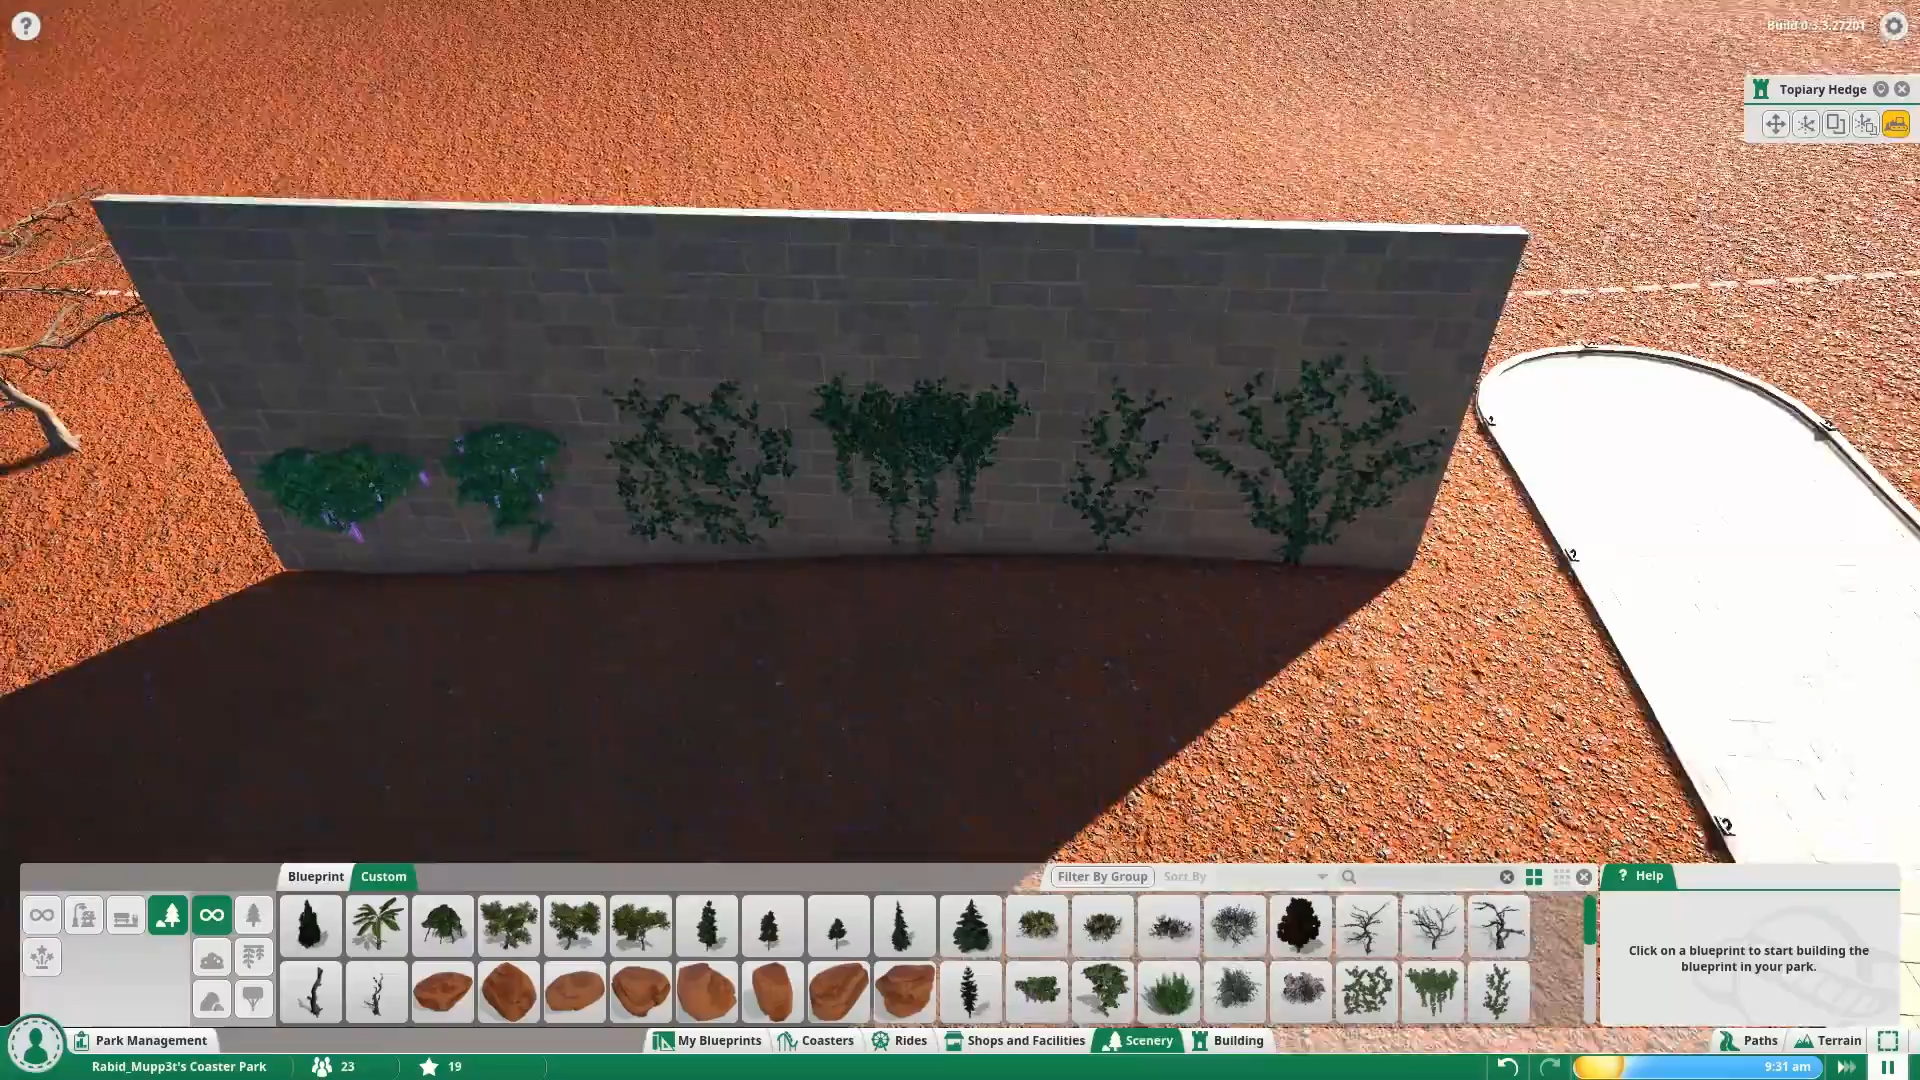 ?
Build 0.3.3.27201
Topiary Hedge
Blueprint
Custom
Filter By Group
Sort By
? Help
Click on a blueprint to start building the
blueprint in your park.
Park Management
My Blueprints
Coasters
Rides
Shops and Facilities
Scenery
Building
Paths
Terrain
Rabid_Mupp3t's Coaster Park
23
19
9:31 am